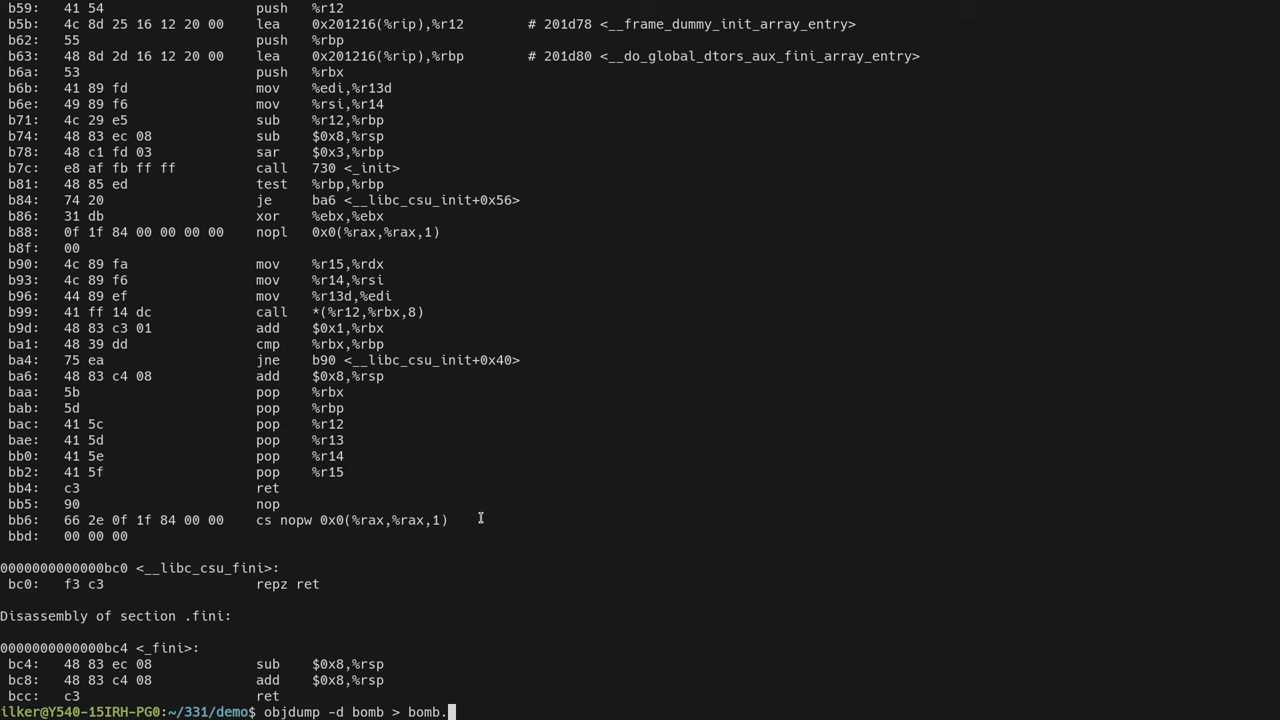 b59:   41 54                   push   %r12
b5b:   4c 8d 25 16 12 20 00    lea    0x201216(%rip),%r12        # 201d78 <__frame_dummy_init_array_entry>
b62:   55                      push   %rbp
b63:   48 8d 2d 16 12 20 00    lea    0x201216(%rip),%rbp        # 201d80 <__do_global_dtors_aux_fini_array_entry>
b6a:   53                      push   %rbx
b6b:   41 89 fd                mov    %edi,%r13d
b6e:   49 89 f6                mov    %rsi,%r14
b71:   4c 29 e5                sub    %r12,%rbp
b74:   48 83 ec 08             sub    $0x8,%rsp
b78:   48 c1 fd 03             sar    $0x3,%rbp
b7c:   e8 af fb ff ff          call   730 <_init>
b81:   48 85 ed                test   %rbp,%rbp
b84:   74 20                   je     ba6 <__libc_csu_init+0x56>
b86:   31 db                   xor    %ebx,%ebx
b88:   0f 1f 84 00 00 00 00    nopl   0x0(%rax,%rax,1)
b8f:   00
b90:   4c 89 fa                mov    %r15,%rdx
b93:   4c 89 f6                mov    %r14,%rsi
b96:   44 89 ef                mov    %r13d,%edi
b99:   41 ff 14 dc             call   *(%r12,%rbx,8)
b9d:   48 83 c3 01             add    $0x1,%rbx
ba1:   48 39 dd                cmp    %rbx,%rbp
ba4:   75 ea                   jne    b90 <__libc_csu_init+0x40>
ba6:   48 83 c4 08             add    $0x8,%rsp
baa:   5b                      pop    %rbx
bab:   5d                      pop    %rbp
bac:   41 5c                   pop    %r12
bae:   41 5d                   pop    %r13
bb0:   41 5e                   pop    %r14
bb2:   41 5f                   pop    %r15
bb4:   c3                      ret
bb5:   90                      nop
bb6:   66 2e 0f 1f 84 00 00    cs nopw 0x0(%rax,%rax,1)
bbd:   00 00 00
0000000000000bc0 <__libc_csu_fini>:
bc0:   f3 c3                   repz ret
Disassembly of section .fini:
0000000000000bc4 <_fini>:
bc4:   48 83 ec 08             sub    $0x8,%rsp
bc8:   48 83 c4 08             add    $0x8,%rsp
bcc:   c3                      ret
ilker@Y540-15IRH-PG0:~/331/demo$ objdump -d bomb > bomb.